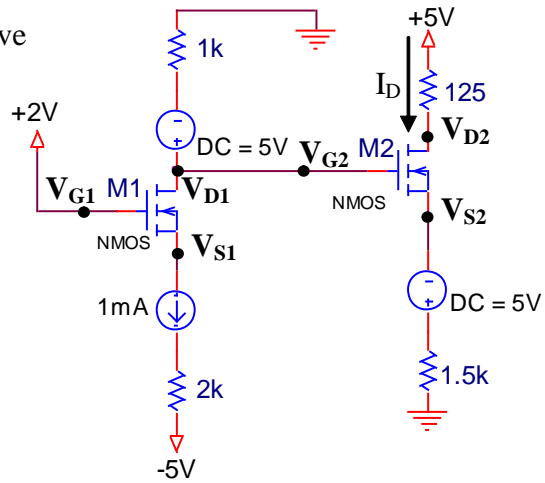 ve
1k
+5V
I_D
125
+2V
DC = 5V
V_G2
M2
V_D2
V_G1
M1
V_D1
NMOS
V_S1
NMOS
V_S2
1mA
DC = 5V
2k
1.5k
-5V